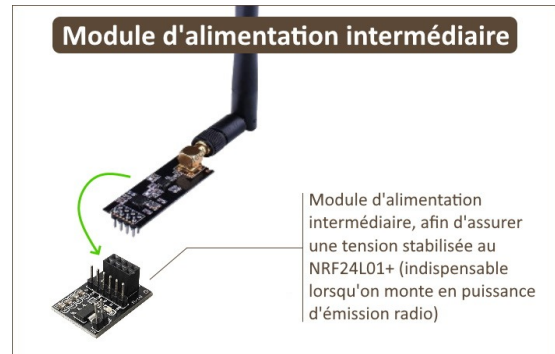 Module d'alimentation intermédiaire
Module d'alimentation
intermédiaire, afin d'assurer
une tension stabilisée au
NRF24L01+ (indispensable
lorsqu'on monte en puissance
d'émission radio)